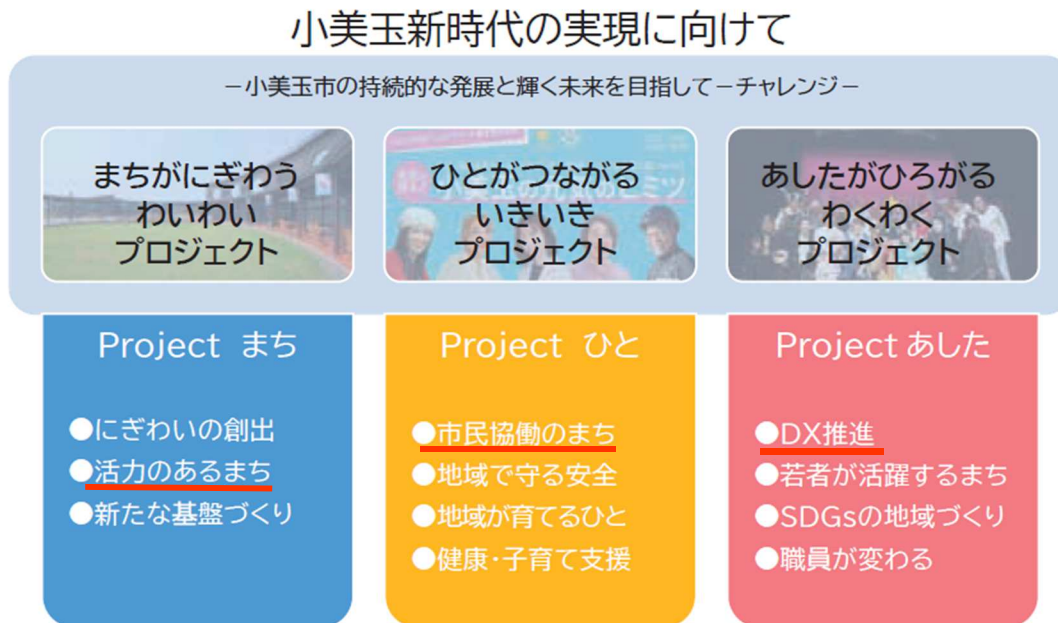 小美玉新時代の実現に向けて
－小美玉市の持続的な発展と輝く未来を目指して－チャレンジ－
まちがにぎわう
わいわい
プロジェクト
ひとがつながる
いきいき
プロジェクト
あしたがひろがる
わくわく
プロジェクト
Project まち
●にぎわいの創出
●活力のあるまち
●新たな基盤づくり
Project ひと
●市民協働のまち
●地域で守る安全
●地域が育てるひと
●健康・子育て支援
Project あした
●DX推進
●若者が活躍するまち
●SDGsの地域づくり
●職員が変わる